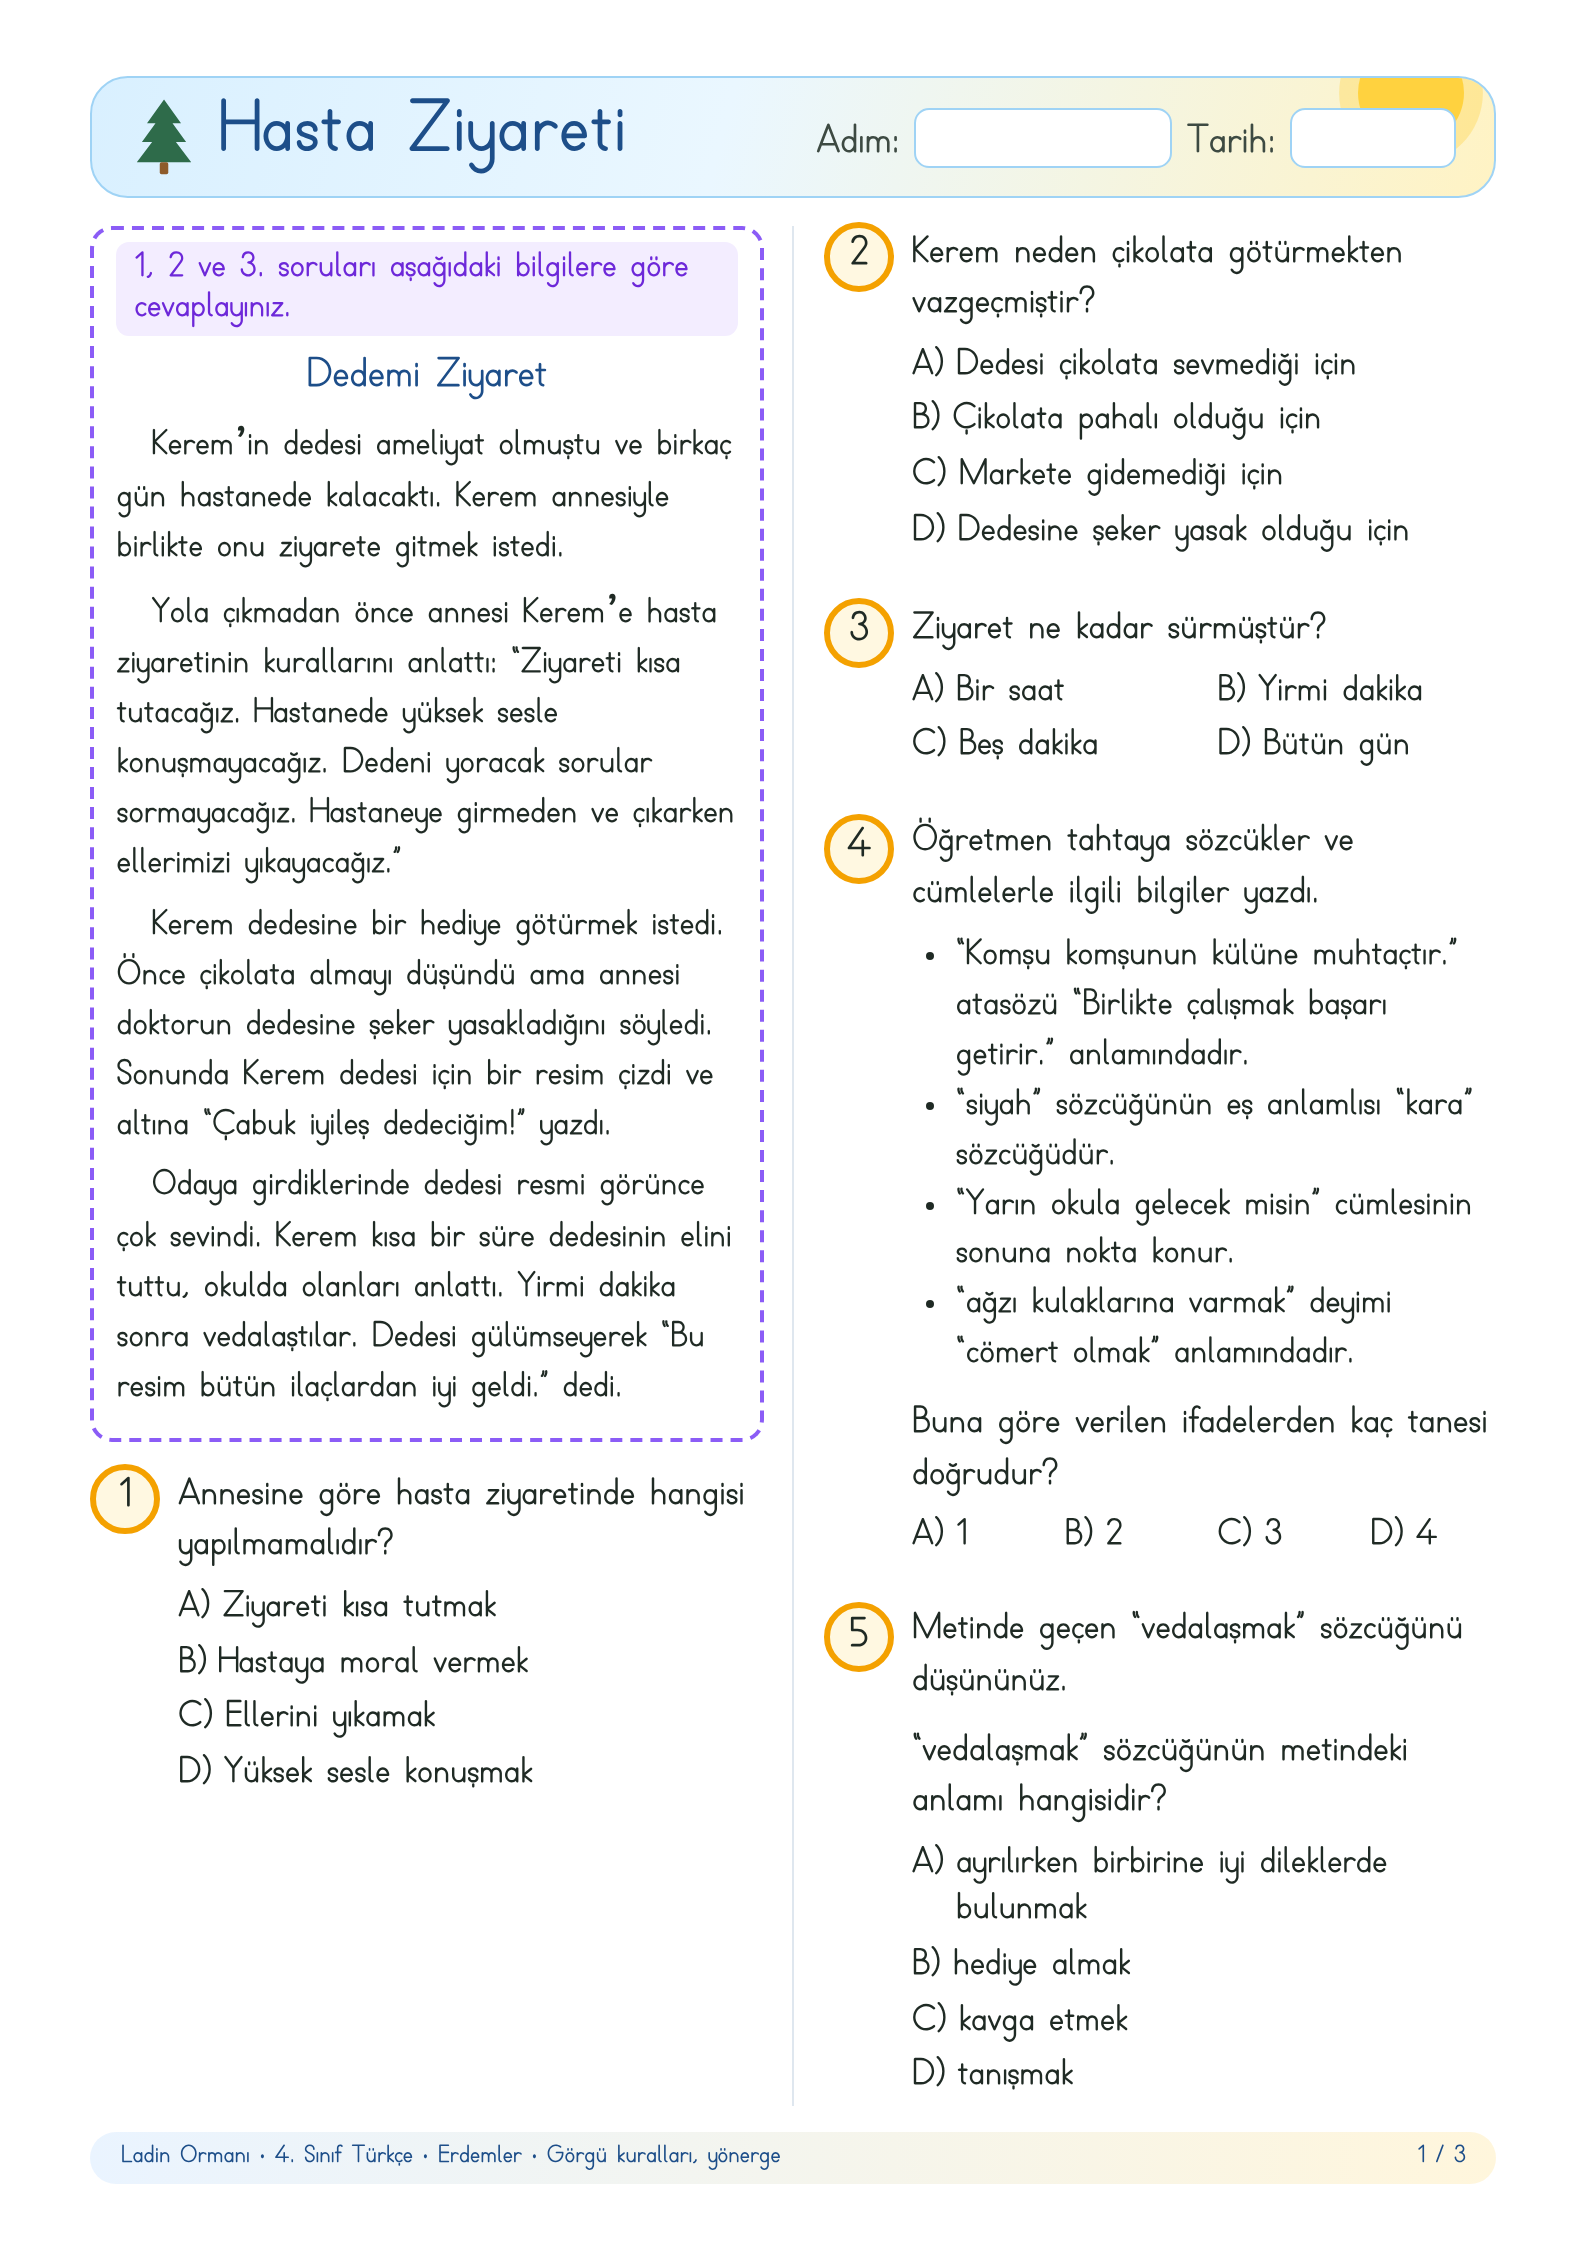 Hasta Ziyareti
Adım:
Tarih:
1, 2 ve 3. soruları aşağıdaki bilgilere göre
cevaplayınız.
Dedemi Ziyaret
Kerem'in dedesi ameliyat olmuştu ve birkaç
gün hastanede kalacaktı. Kerem annesiyle
birlikte onu ziyarete gitmek istedi.
Yola çıkmadan önce annesi Kerem'e hasta
ziyaretinin kurallarını anlattı: "Ziyareti kısa
tutacağız. Hastanede yüksek sesle
konuşmayacağız. Dedeni yoracak sorular
sormayacağız. Hastaneye girmeden ve çıkarken
ellerimizi yıkayacağız."
Kerem dedesine bir hediye götürmek istedi.
Önce çikolata almayı düşündü ama annesi
doktorun dedesine şeker yasakladığını söyledi.
Sonunda Kerem dedesi için bir resim çizdi ve
altına "Çabuk iyileş dedeciğim!" yazdı.
Odaya girdiklerinde dedesi resmi görünce
çok sevindi. Kerem kısa bir süre dedesinin elini
tuttu, okulda olanları anlattı. Yirmi dakika
sonra vedalaştılar. Dedesi gülümseyerek "Bu
resim bütün ilaçlardan iyi geldi." dedi.
1
Annesine göre hasta ziyaretinde hangisi
yapılmamalıdır?
A) Ziyareti kısa tutmak
B) Hastaya moral vermek
C) Ellerini yıkamak
D) Yüksek sesle konuşmak
2
Kerem neden çikolata götürmekten
vazgeçmiştir?
A) Dedesi çikolata sevmediği için
B) Çikolata pahalı olduğu için
C) Markete gidemediği için
D) Dedesine şeker yasak olduğu için
3
Ziyaret ne kadar sürmüştür?
A) Bir saat B) Yirmi dakika
C) Beş dakika D) Bütün gün
4
Öğretmen tahtaya sözcükler ve
cümlelerle ilgili bilgiler yazdı.
• "Komşu komşunun külüne muhtaçtır."
atasözü "Birlikte çalışmak başarı
getirir." anlamındadır.
• "siyah" sözcüğünün eş anlamlısı "kara"
sözcüğüdür.
• "Yarın okula gelecek misin" cümlesinin
sonuna nokta konur.
• "ağzı kulaklarına varmak" deyimi
"cömert olmak" anlamındadır.
Buna göre verilen ifadelerden kaç tanesi
doğrudur?
A) 1 B) 2 C) 3 D) 4
5
Metinde geçen "vedalaşmak" sözcüğünü
düşününüz.
"vedalaşmak" sözcüğünün metindeki
anlamı hangisidir?
A) ayrılırken birbirine iyi dileklerde
bulunmak
B) hediye almak
C) kavga etmek
D) tanışmak
Ladin Ormanı • 4. Sınıf Türkçe • Erdemler • Görgü kuralları, yönerge
1 / 3